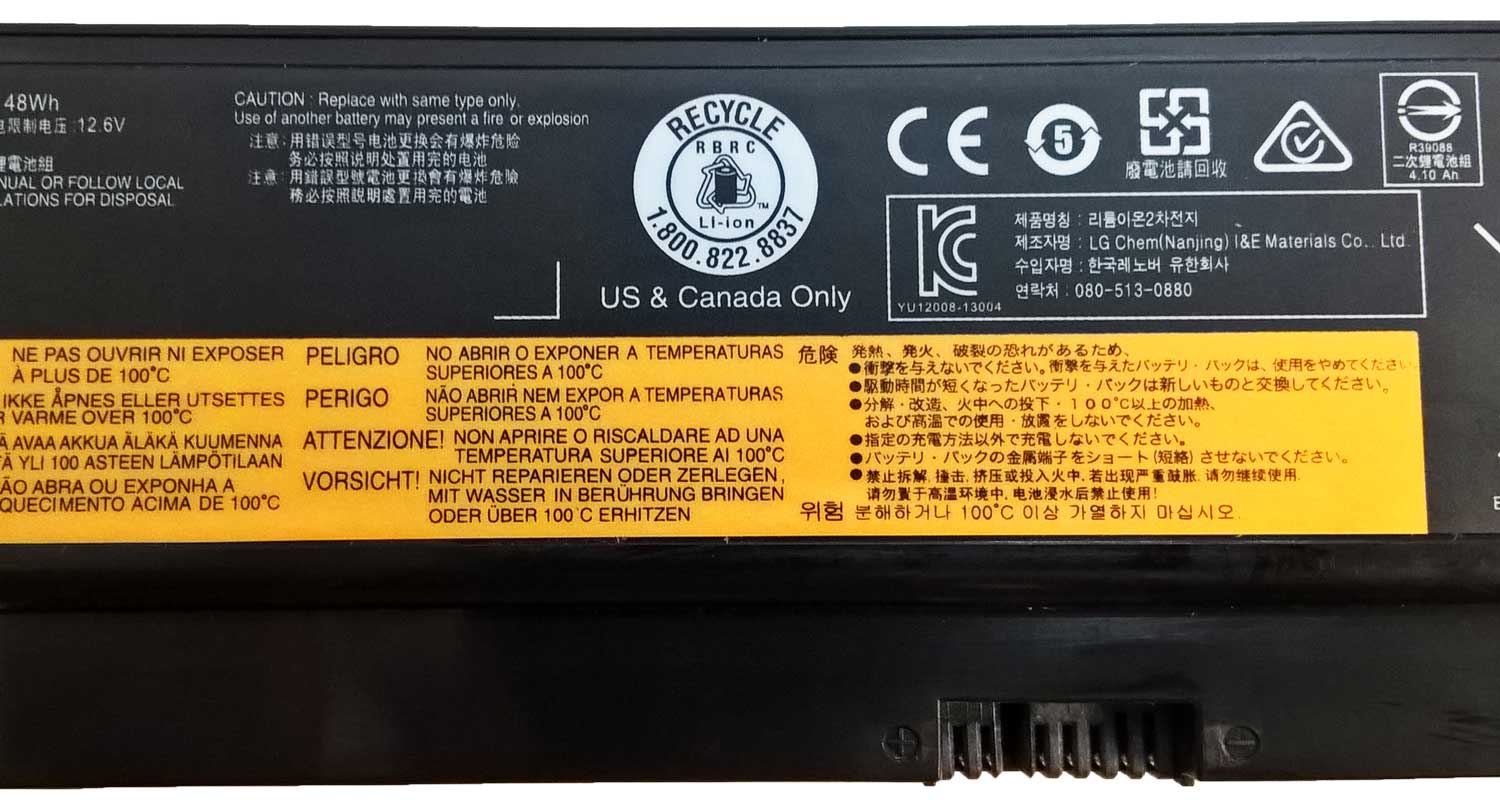 48Wh
电限制电压:12.6V
電池組
NUAL OR FOLLOW LOCAL
LATIONS FOR DISPOSAL
CAUTION : Replace with same type only.
Use of another battery may present a fire or explosion
注意: 用错误型号电池更换会有爆炸危险
务必按照说明处置用完的电池
注意: 用錯誤型號電池更換會有爆炸危險
務必按照說明處置用完的電池
RECYCLE
RBRC
TM
LI-ion
1.800.822.8837
US & Canada Only
CE
5
廢電池請回收
R39088
二次鋰電池組
4.10 Ah
YU12008-13004
제품명칭 : 리튬이온2차전지
제조자명 : LG Chem(Nanjing) I&E Materials Co.. Ltd.
수입자명 : 한국레노버 유한회사
연락처 : 080-513-0880
NE PAS OUVRIR NI EXPOSER
À PLUS DE 100°C
IKKE ÅPNES ELLER UTSETTES
R VARME OVER 100°C
Ä AVAA AKKUA ÄLÄKÄ KUUMENNA
TÄ YLI 100 ASTEEN LÄMPÖTILAAN
ÃO ABRA OU EXPONHA A
QUECIMENTO ACIMA DE 100°C
PELIGRO NO ABRIR O EXPONER A TEMPERATURAS
SUPERIORES A 100°C
PERIGO NÃO ABRIR NEM EXPOR A TEMPERATURAS
SUPERIORES A 100°C
ATTENZIONE! NON APRIRE O RISCALDARE AD UNA
TEMPERATURA SUPERIORE AI 100°C
VORSICHT! NICHT REPARIEREN ODER ZERLEGEN,
MIT WASSER IN BERÜHRUNG BRINGEN
ODER ÜBER 100°C ERHITZEN
危険 発熱、発火、破裂の恐れがあるため、
●衝撃を与えないでください。衝撃を与えたバッテリ・パックは、使用をやめてください。
●駆動時間が短くなったバッテリ・パックは新しいものと交換してください。
●分解・改造、火中への投下・100℃以上の加熱、
および高温での使用・放置をしないでください。
●指定の充電方法以外で充電しないでください。
●バッテリ・パックの金属端子をショート(短絡)させないでください。
●禁止拆解, 撞击, 挤压或投入火中, 若出现严重鼓胀, 请勿继续使用.
请勿置于高温环境中, 电池浸水后禁止使用!
위험 분해하거나 100°C 이상 가열하지 마십시오.